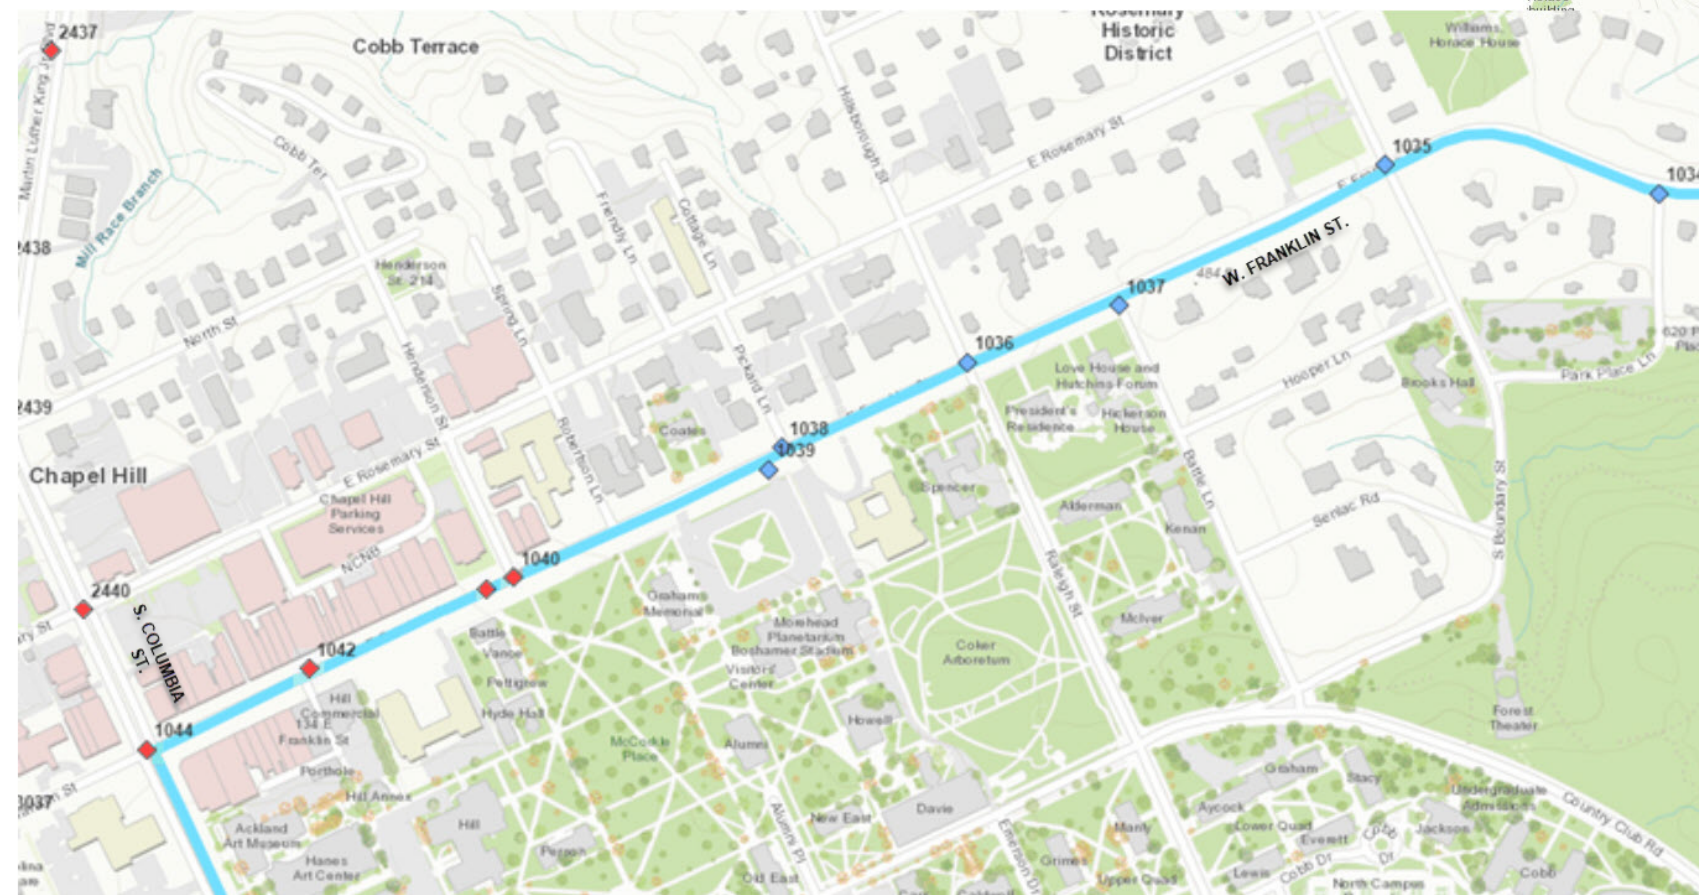 2437
Cobb Terrace
Historic
District
Williams,
Horace House
Martin Luther King Jr
Cobb Ter
Hillsborough St
E Rosemary St
1035
1034
Mill Race Branch
2438
Friendly Ln
Cottage Ln
Henderson
St 214
W. FRANKLIN ST.
1037
Spring Ln
North St
1036
Pickard Ln
Henderson St
Love House and
Hutchins Forum
Hooper Ln
Park Place Ln
Brooks Hall
2439
President's
Residence
Hickerson
House
Coates
1038
1039
Robertson Ln
E Rosemary St
Chapel Hill
Chapel Hill
Parking
Services
Spencer
Battle Ln
Alderman
Kenan
Senlac Rd
S Boundary St
NCNB
1040
2440
Raleigh St
Graham
Memorial
Morehead
Planetarium
Boshamer Stadium
McIver
S. COLUMBIA
ST.
Battle
Vance
1042
Coker
Arboretum
Visitors'
Center
Pettigrew
Hill
Commercial
134 E
Franklin St
Hyde Hall
Howell
Forest
Theater
1044
McCorkle
Place
Alumni
Porthole
Graham
Stacy
Hill Annex
Undergraduate
Admissions
3037
Davie
Aycock
Country Club Rd
Ackland
Art Museum
Hill
New East
Alumni Pl
Emerson Dr
Manly
Lower Quad
Everett
Cobb
Dr
Jackson
Person
Hanes
Art Center
Grimes
Old East
Upper Quad
Lewis
Cobb Dr
North Campus
Cobb